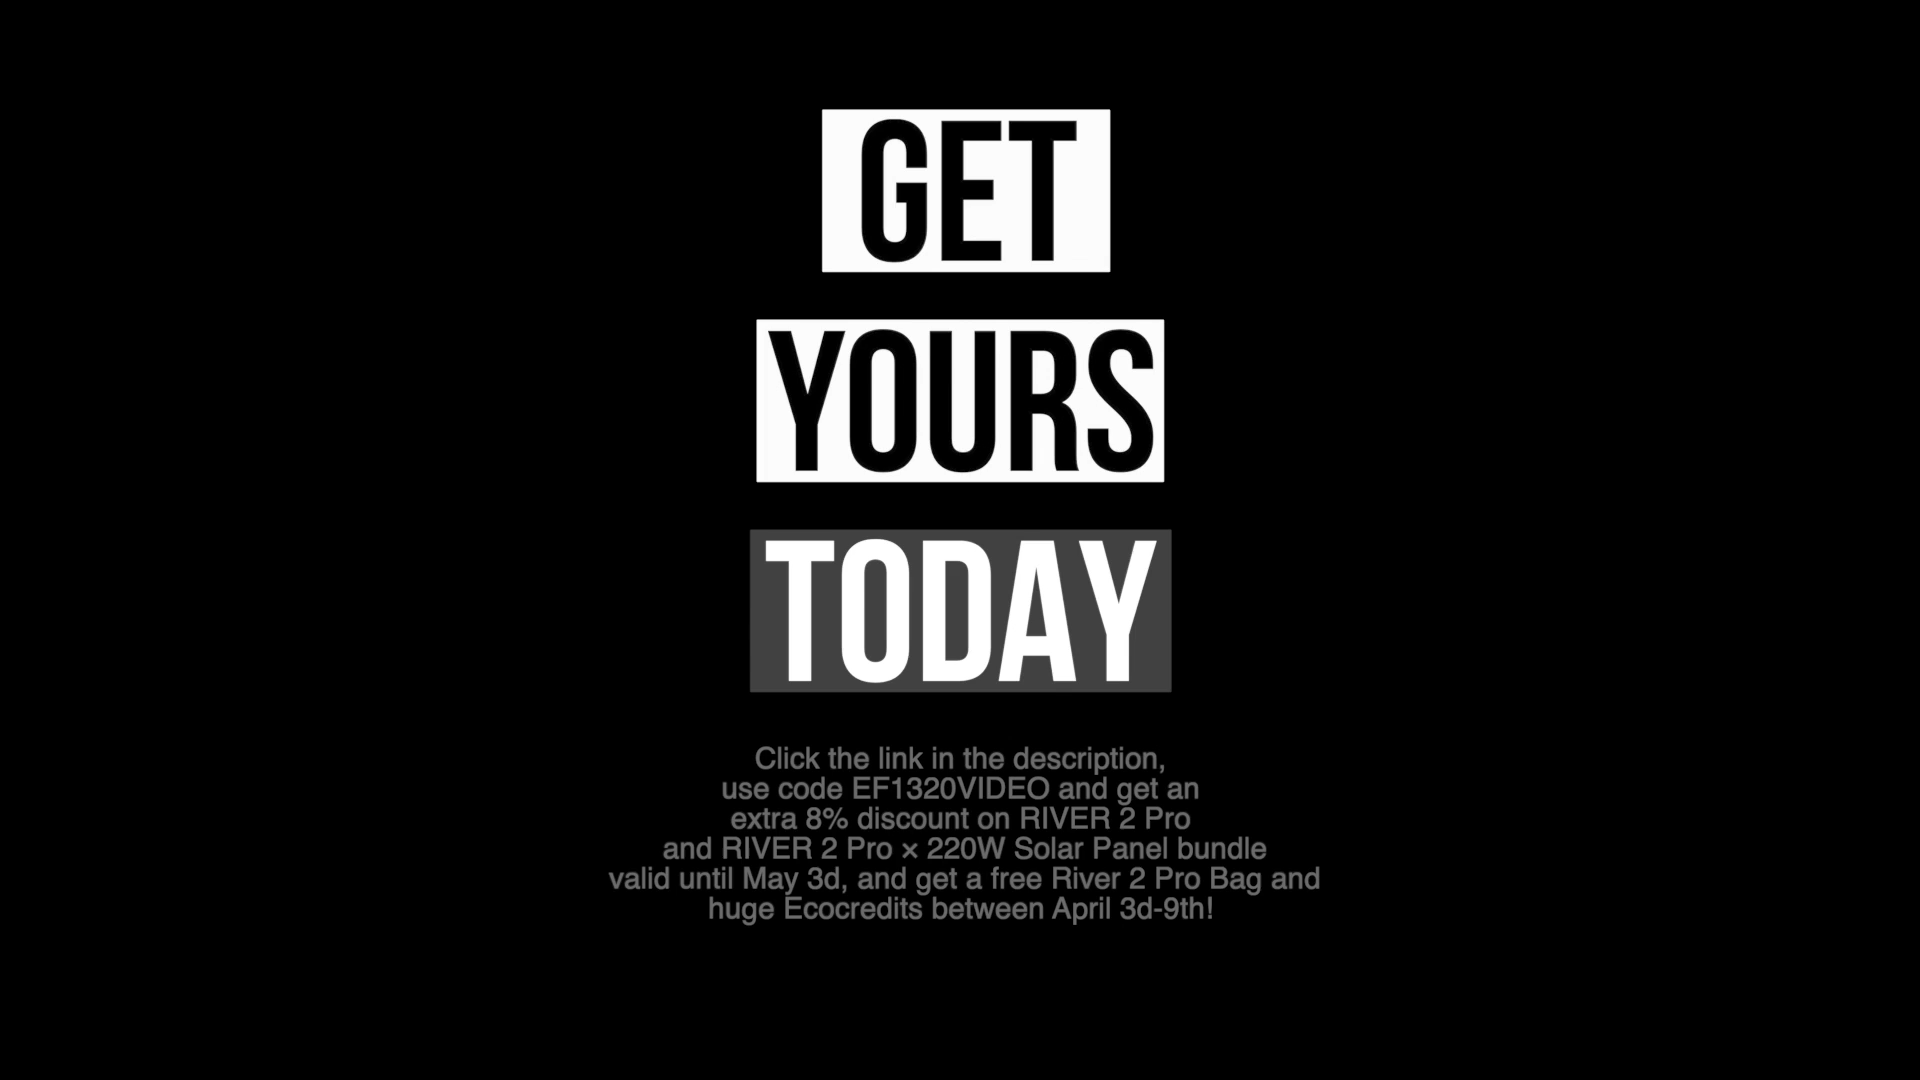 GET
YOURS
TODAY
Click the link in the description,
use code EF1320VIDEO and get an
extra 8% discount on RIVER 2 Pro
and RIVER 2 Pro × 220W Solar Panel bundle
valid until May 3d, and get a free River 2 Pro Bag and
huge Ecocredits between April 3d-9th!